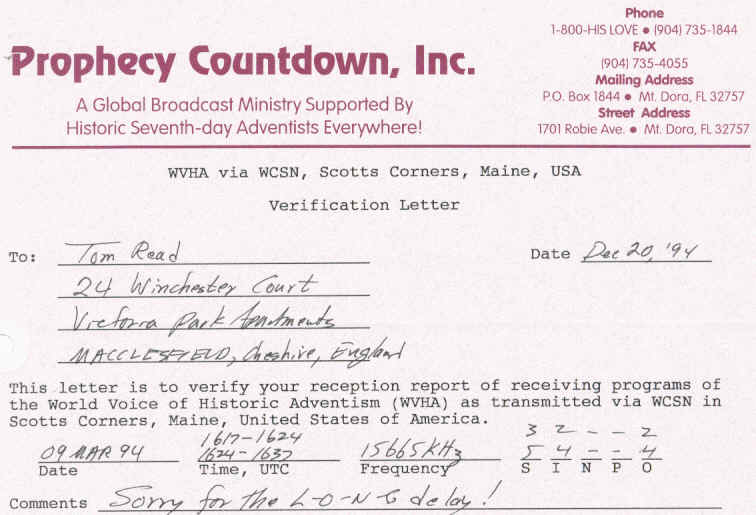 Prophecy Countdown, Inc.
A Global Broadcast Ministry Supported By
Historic Seventh-day Adventists Everywhere!
Phone
1-800-HIS LOVE ● (904) 735-1844
FAX
(904) 735-4055
Mailing Address
P.O. Box 1844 ● Mt. Dora, FL 32757
Street Address
1701 Robie Ave. ● Mt. Dora, FL 32757
WVHA via WCSN, Scotts Corners, Maine, USA
Verification Letter
To: Tom Read
Date Dec 20, '94
24 Winchester Court
Victoria Park Apartments
MACCLESFIELD, Cheshire, England
This letter is to verify your reception report of receiving programs of
the World Voice of Historic Adventism (WVHA) as transmitted via WCSN in
Scotts Corners, Maine, United States of America.
1617-1624 3 2 - - 2
09 MAR 94 1624-1637 15665 KHz 5 4 - - 4
Date Time, UTC Frequency S I N P O
Comments Sorry for the L-O-N-G delay!